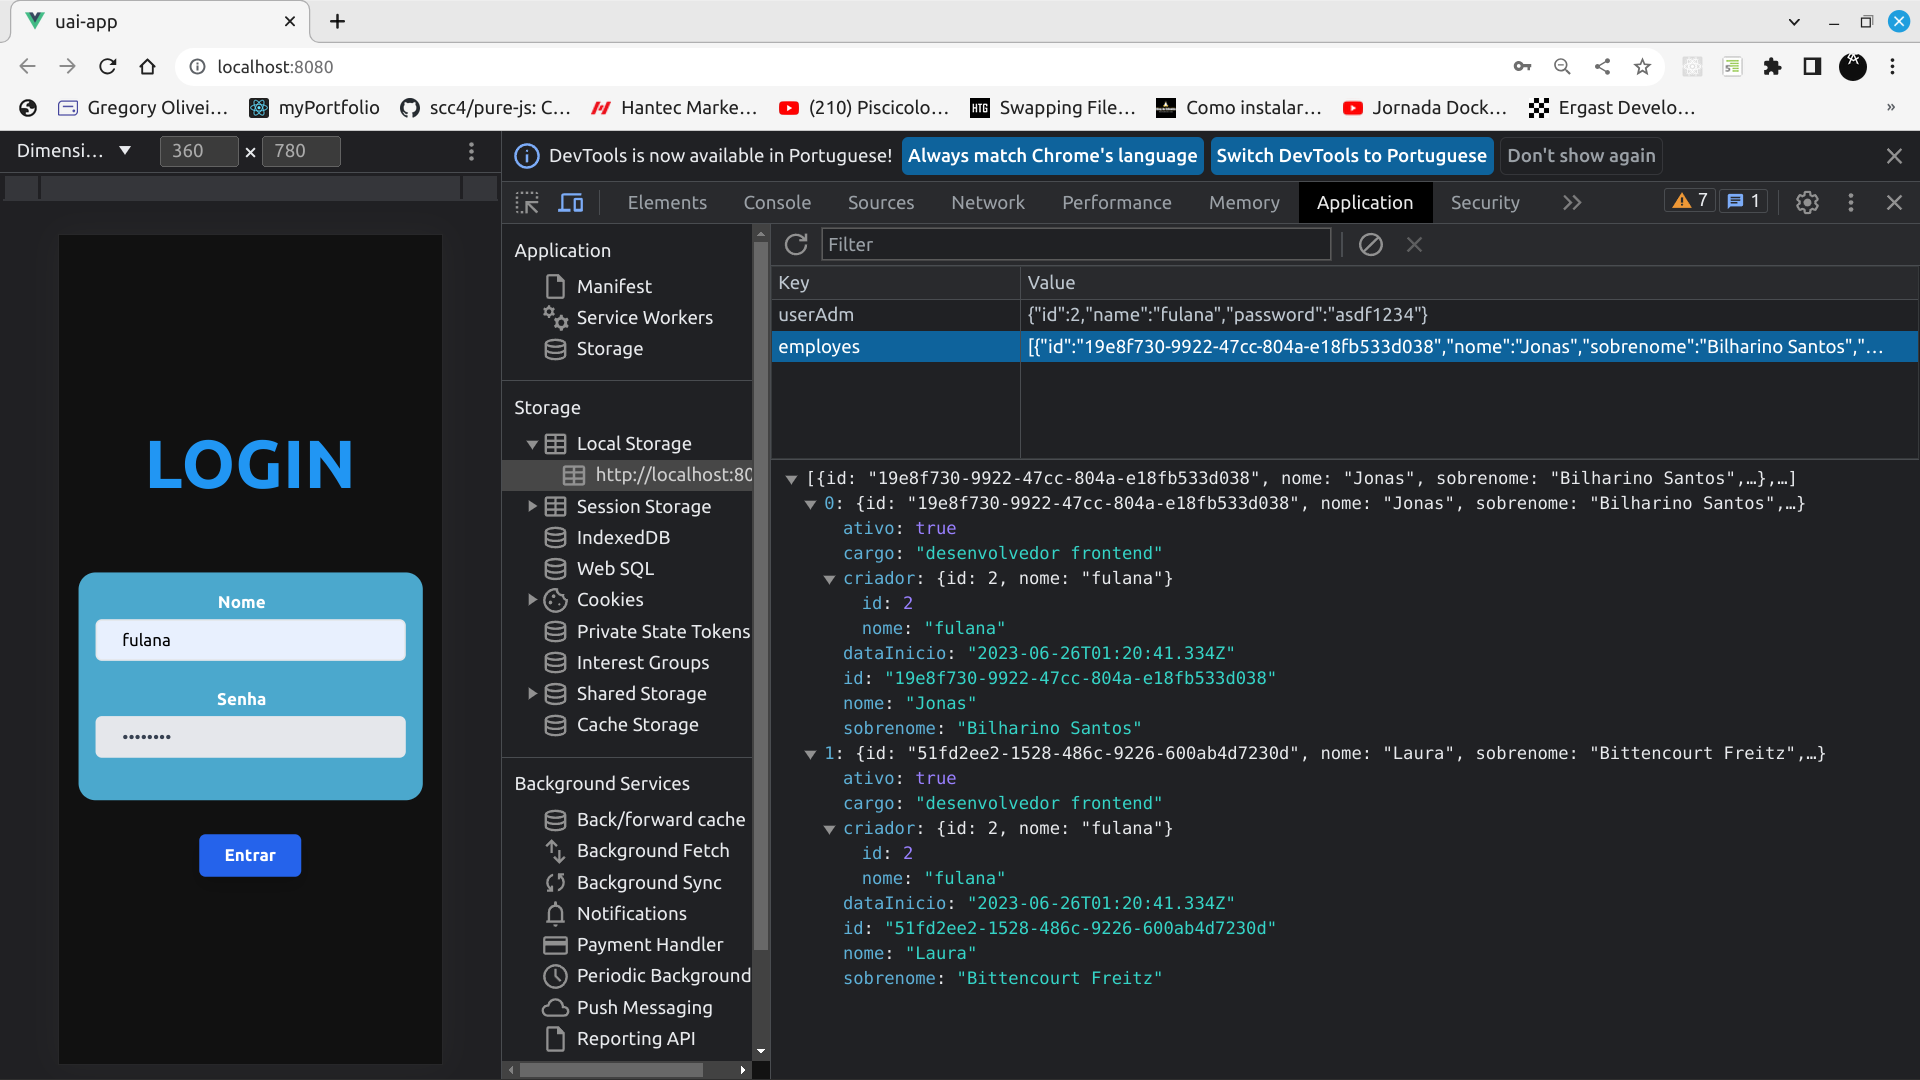 uai-app
localhost:8080
Gregory Olivei...
myPortfolio
scc4/pure-js: C...
Hantec Marke...
(210) Piscicolo...
HTG
Swapping File...
Como instalar...
Jornada Dock...
Ergast Develo...
»
Dimensi...
360
×
780
DevTools is now available in Portuguese!
Always match Chrome's language
Switch DevTools to Portuguese
Don't show again
Elements
Console
Sources
Network
Performance
Memory
Application
Security
7
1
LOGIN
Nome
fulana
Senha
••••••••
Entrar
Application
Manifest
Service Workers
Storage
Storage
Local Storage
http://localhost:80
Session Storage
IndexedDB
Web SQL
Cookies
Private State Tokens
Interest Groups
Shared Storage
Cache Storage
Background Services
Back/forward cache
Background Fetch
Background Sync
Notifications
Payment Handler
Periodic Background
Push Messaging
Reporting API
Filter
Key Value
userAdm {"id":2,"name":"fulana","password":"asdf1234"}
employes [{"id":"19e8f730-9922-47cc-804a-e18fb533d038","nome":"Jonas","sobrenome":"Bilharino Santos","...
[{id: "19e8f730-9922-47cc-804a-e18fb533d038", nome: "Jonas", sobrenome: "Bilharino Santos",…},…]
0: {id: "19e8f730-9922-47cc-804a-e18fb533d038", nome: "Jonas", sobrenome: "Bilharino Santos",…}
ativo: true
cargo: "desenvolvedor frontend"
criador: {id: 2, nome: "fulana"}
id: 2
nome: "fulana"
dataInicio: "2023-06-26T01:20:41.334Z"
id: "19e8f730-9922-47cc-804a-e18fb533d038"
nome: "Jonas"
sobrenome: "Bilharino Santos"
1: {id: "51fd2ee2-1528-486c-9226-600ab4d7230d", nome: "Laura", sobrenome: "Bittencourt Freitz",…}
ativo: true
cargo: "desenvolvedor frontend"
criador: {id: 2, nome: "fulana"}
id: 2
nome: "fulana"
dataInicio: "2023-06-26T01:20:41.334Z"
id: "51fd2ee2-1528-486c-9226-600ab4d7230d"
nome: "Laura"
sobrenome: "Bittencourt Freitz"